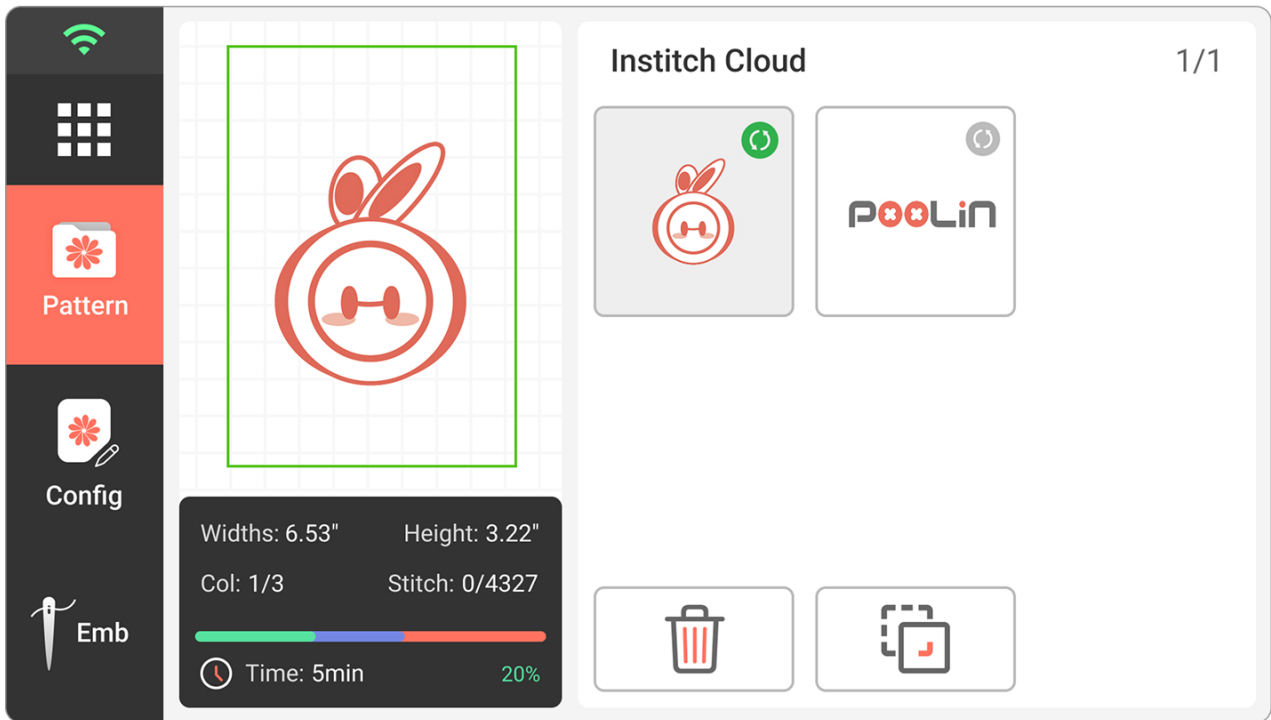 Pattern
Config
Emb
Widths: 6.53" Height: 3.22"
Col: 1/3 Stitch: 0/4327
Time: 5min 20%
Institch Cloud 1/1
POOLiN